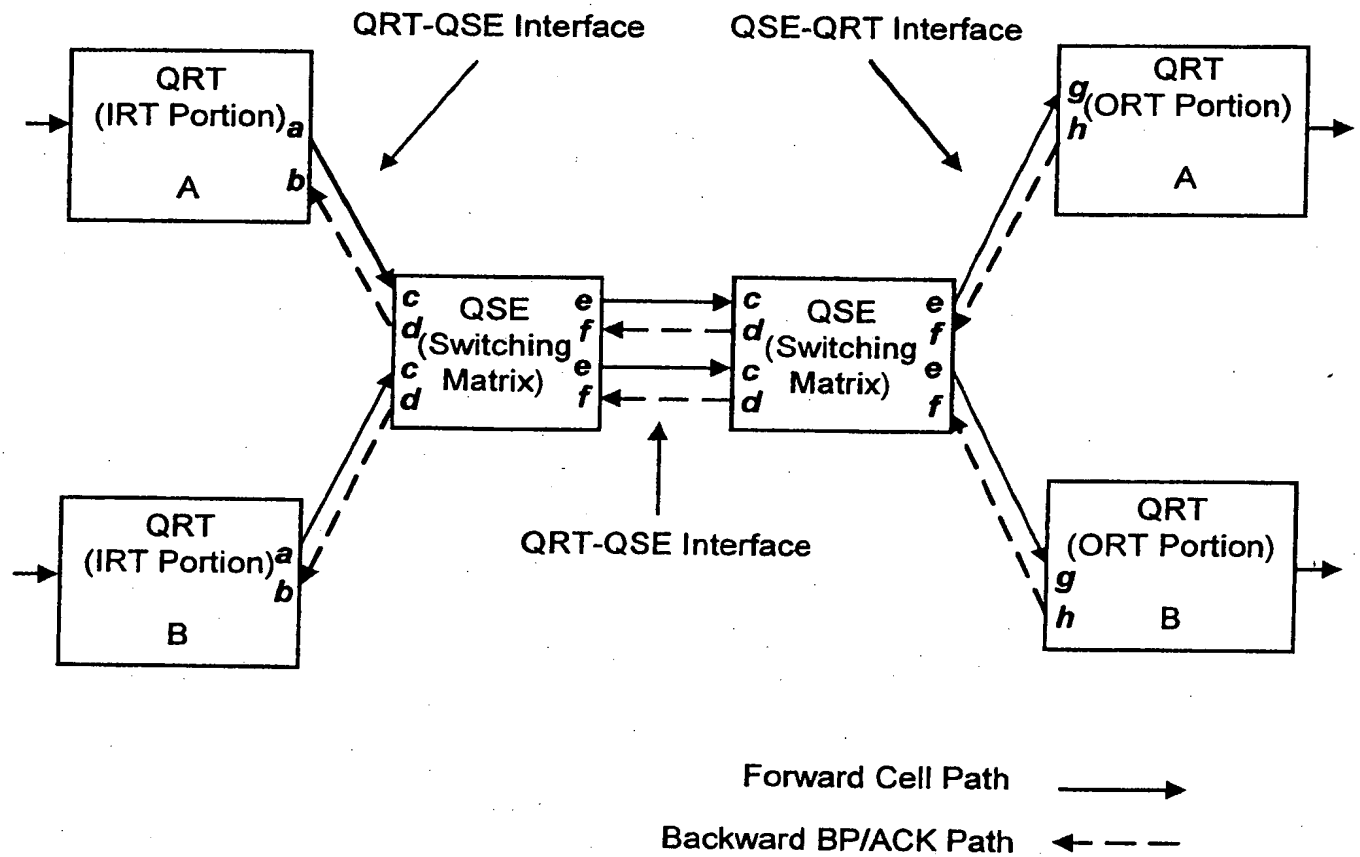 QRT-QSE Interface
QSE-QRT Interface
QRT
(IRT Portion)
a
b
A
QRT
g
(ORT Portion)
h
A
c
QSE
e
d
(Switching
f
c
Matrix)
e
d
f
c
QSE
e
d
(Switching
f
c
Matrix)
e
d
f
QRT
(IRT Portion)
a
b
B
QRT-QSE Interface
QRT
(ORT Portion)
g
h
B
Forward Cell Path
Backward BP/ACK Path